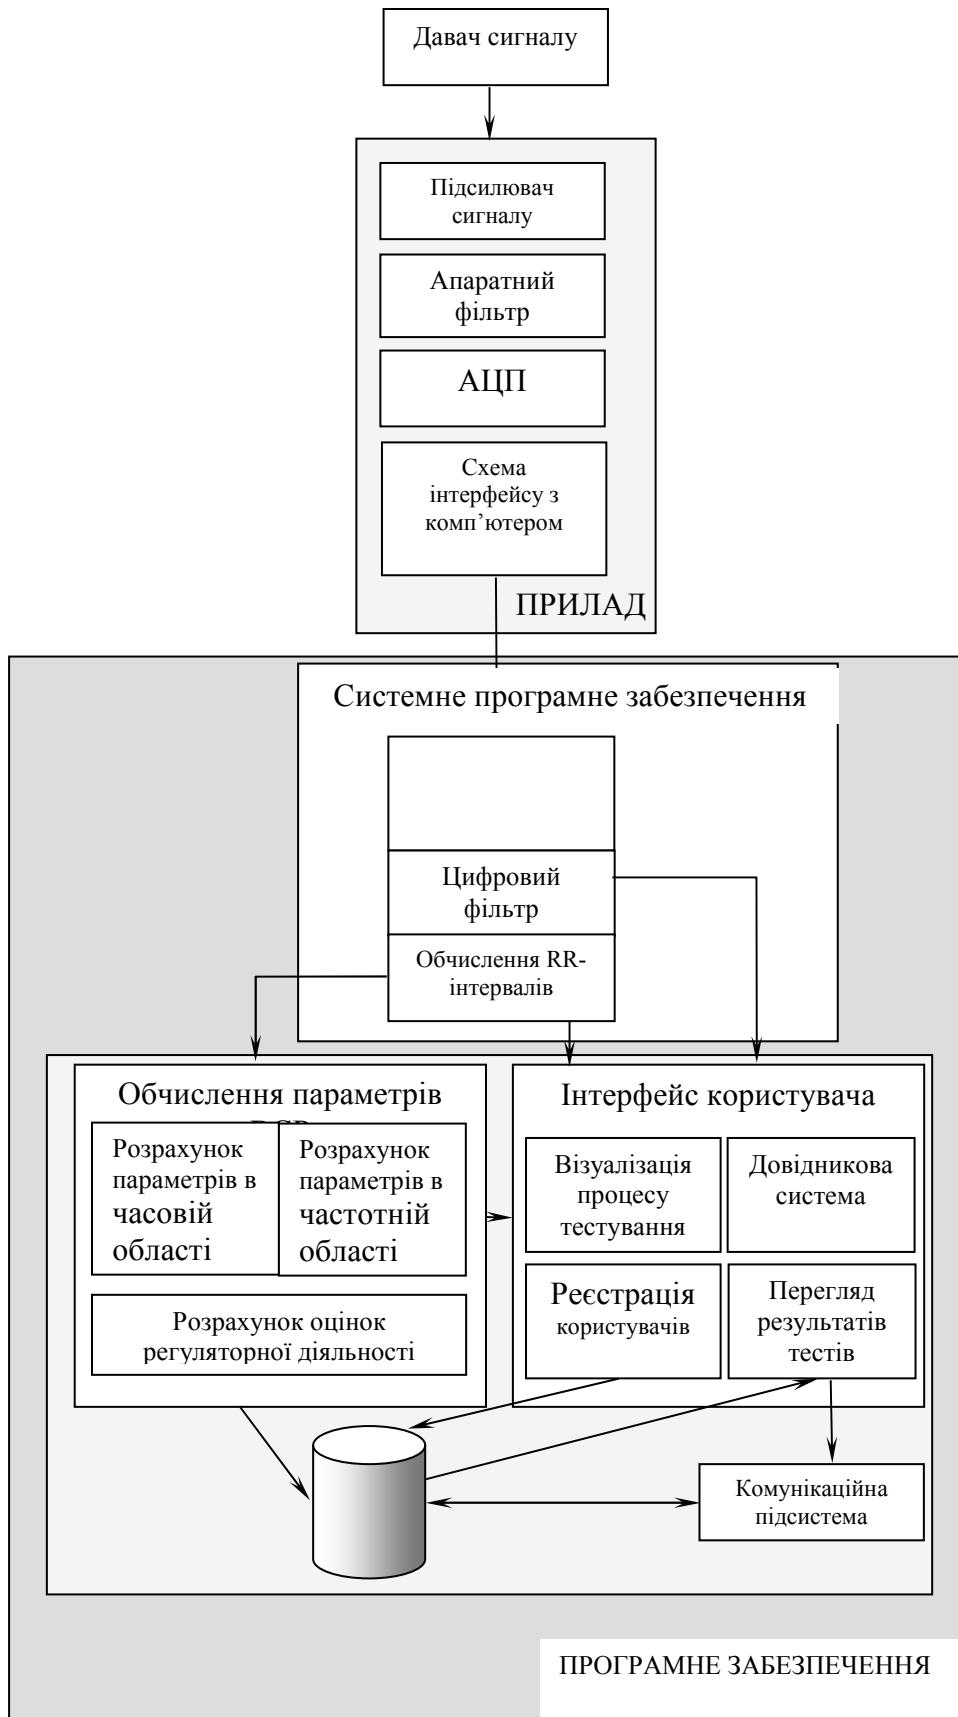 Давач сигналу
Підсилювач
сигналу
Апаратний
фільтр
АЦП
Схема
інтерфейсу з
комп’ютером
ПРИЛАД
Системне програмне забезпечення
Цифровий
фільтр
Обчислення RR-
інтервалів
Обчислення параметрів
Розрахунок
параметрів в
часовій
області
Розрахунок
параметрів в
частотній
області
Розрахунок оцінок
регуляторної діяльності
Інтерфейс користувача
Візуалізація
процесу
тестування
Довідникова
система
Реєстрація
користувачів
Перегляд
результатів
тестів
Комунікаційна
підсистема
ПРОГРАМНЕ ЗАБЕЗПЕЧЕННЯ